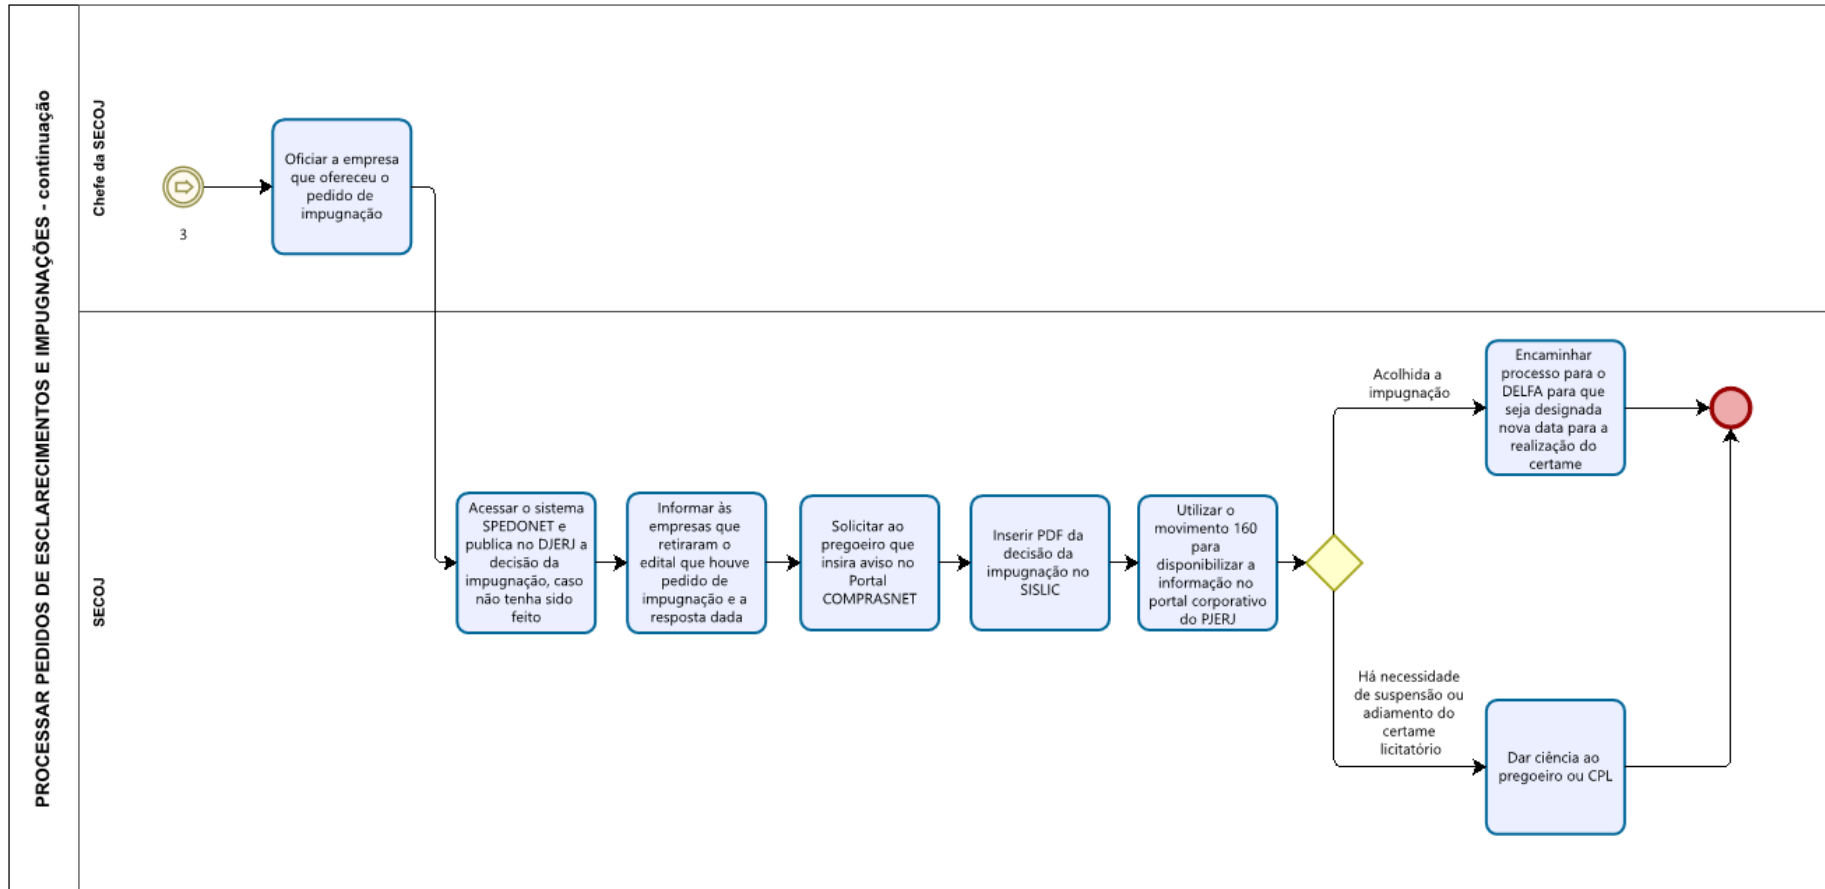 PROCESSAR PEDIDOS DE ESCLARECIMENTOS E IMPUGNAÇÕES - continuação
Chefe da SECOJ
3
Oficiar a empresa
que ofereceu o
pedido de
impugnação
SECOJ
Acessar o sistema
SPEDONET e
publica no DJERJ a
decisão da
impugnação, caso
não tenha sido
feito
Informar às
empresas que
retiraram o
edital que houve
pedido de
impugnação e a
resposta dada
Solicitar ao
pregoeiro que
insira aviso no
Portal
COMPRASNET
Inserir PDF da
decisão da
impugnação no
SISLIC
Utilizar o
movimento 160
para
disponibilizar a
informação no
portal corporativo
do PJERJ
Acolhida a
impugnação
Encaminhar
processo para o
DELFA para que
seja designada
nova data para a
realização do
certame
Há necessidade
de suspensão ou
adiamento do
certame
licitatório
Dar ciência ao
pregoeiro ou CPL